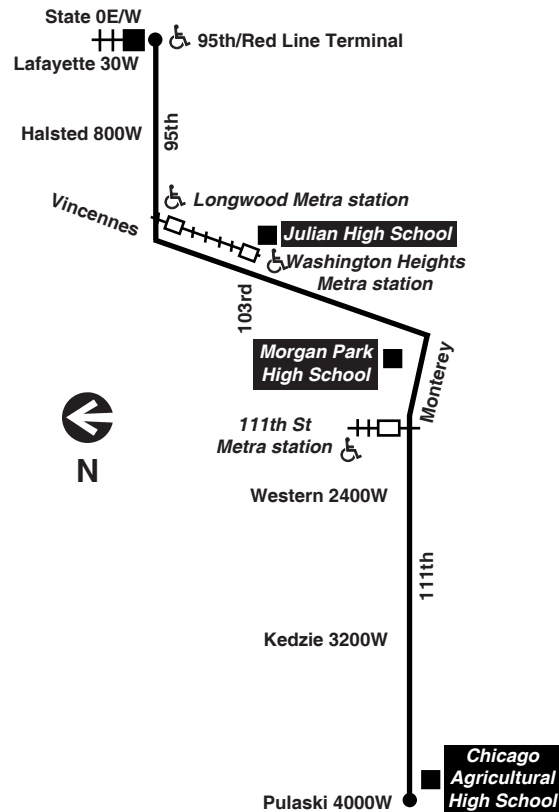 State 0E/W
95th/Red Line Terminal
Lafayette 30W
Halsted 800W
95th
Vincennes
Longwood Metra station
Julian High School
Washington Heights
Metra station
103rd
Morgan Park
High School
Monterey
111th St
Metra station
N
Western 2400W
111th
Kedzie 3200W
Chicago
Agricultural
High School
Pulaski 4000W